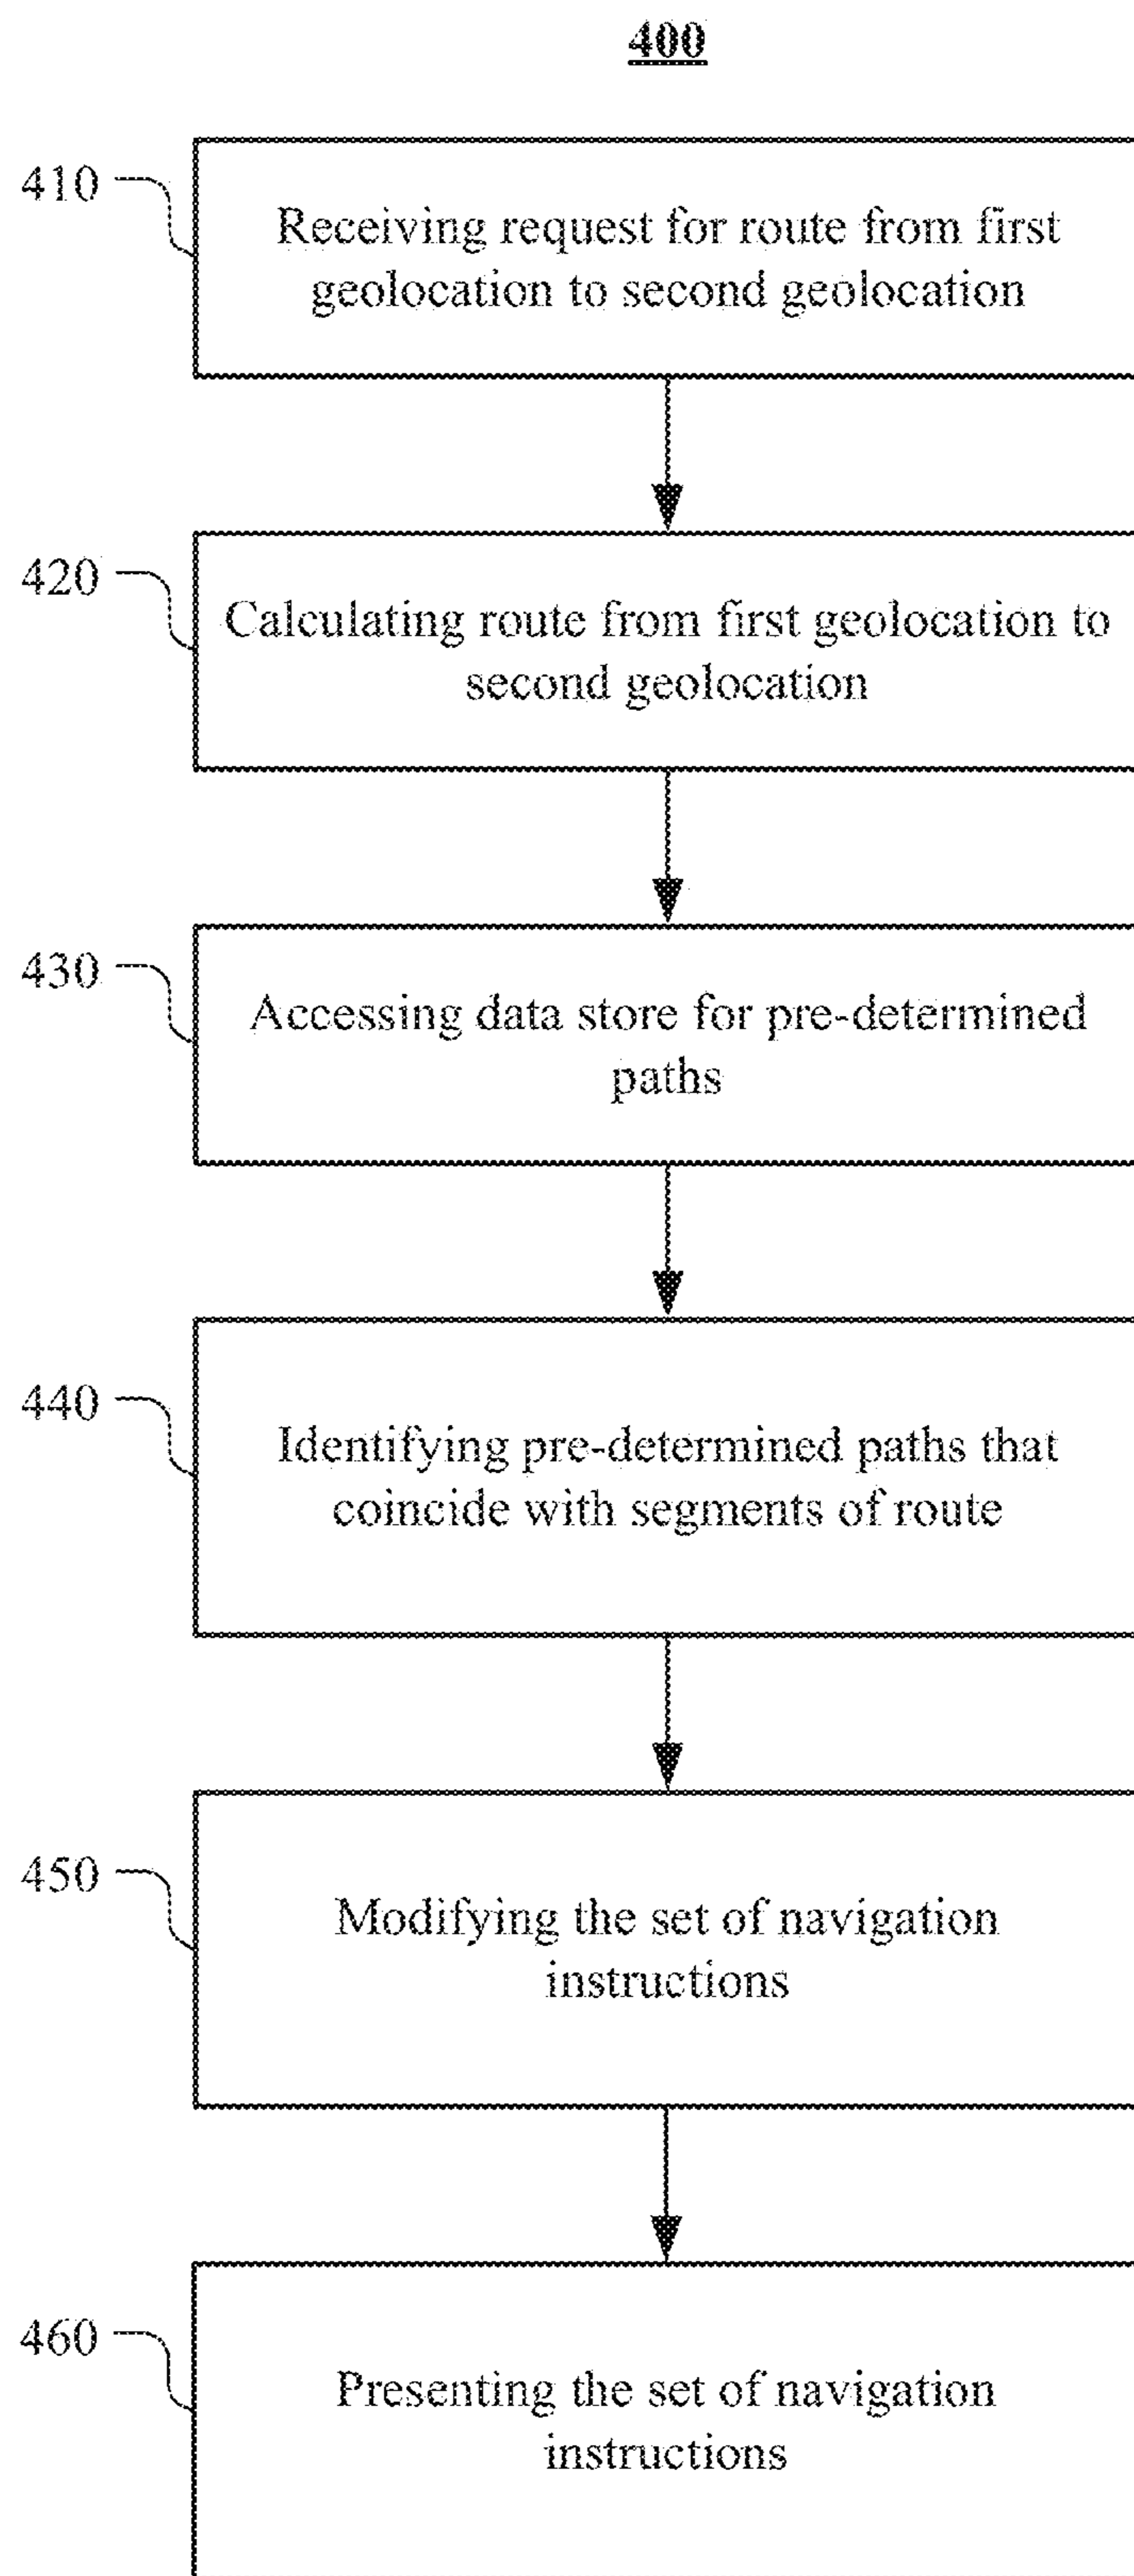 400
410
Receiving request for route from first
geolocation to second geolocation
420
Calculating route from first geolocation to
second geolocation
430
Accessing data store for pre-determined
paths
440
Identifying pre-determined paths that
coincide with segments of route
450
Modifying the set of navigation
instructions
460
Presenting the set of navigation
instructions